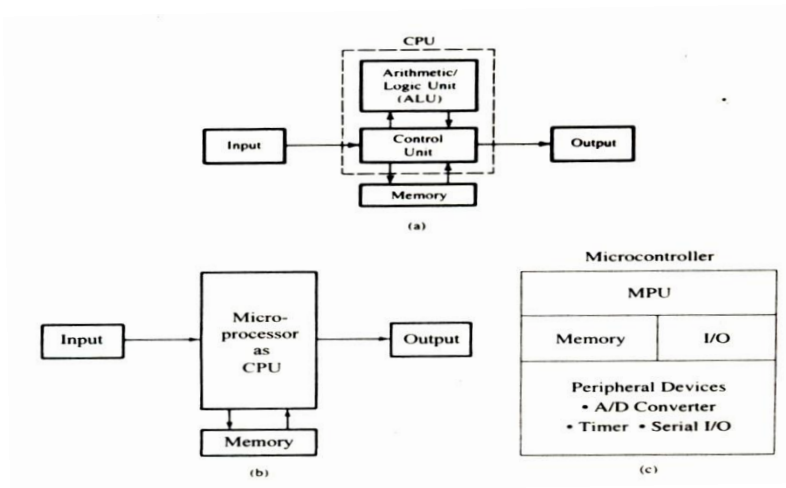 CPU
Arithmetic/
Logic Unit
(ALU)
Input
Control
Unit
Output
Memory
(a)
Input
Micro-
processor
as
CPU
Output
Memory
(b)
Microcontroller
MPU
Memory
I/O
Peripheral Devices
• A/D Converter
• Timer • Serial I/O
(c)